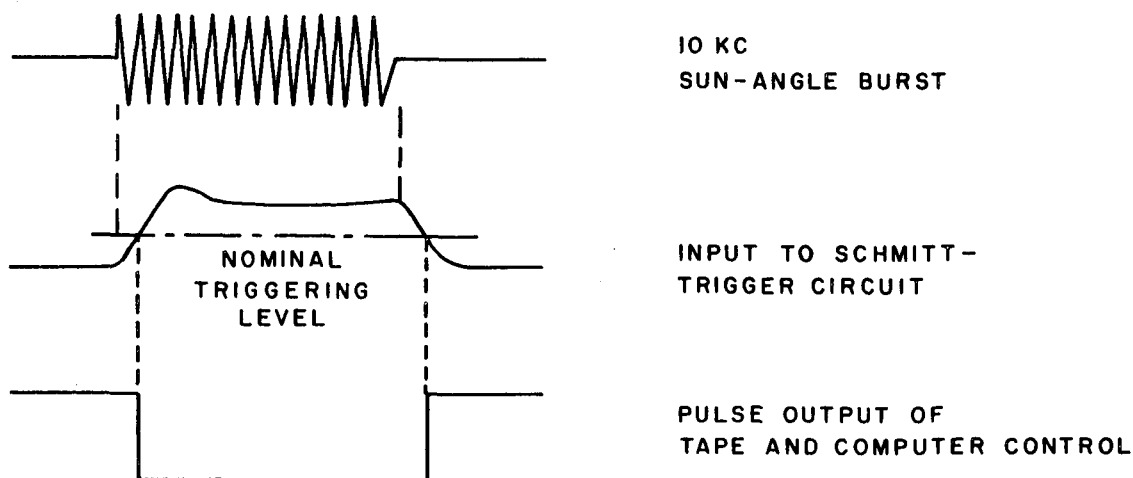 10 KC
SUN-ANGLE BURST
NOMINAL
TRIGGERING
LEVEL
INPUT TO SCHMITT-
TRIGGER CIRCUIT
PULSE OUTPUT OF
TAPE AND COMPUTER CONTROL